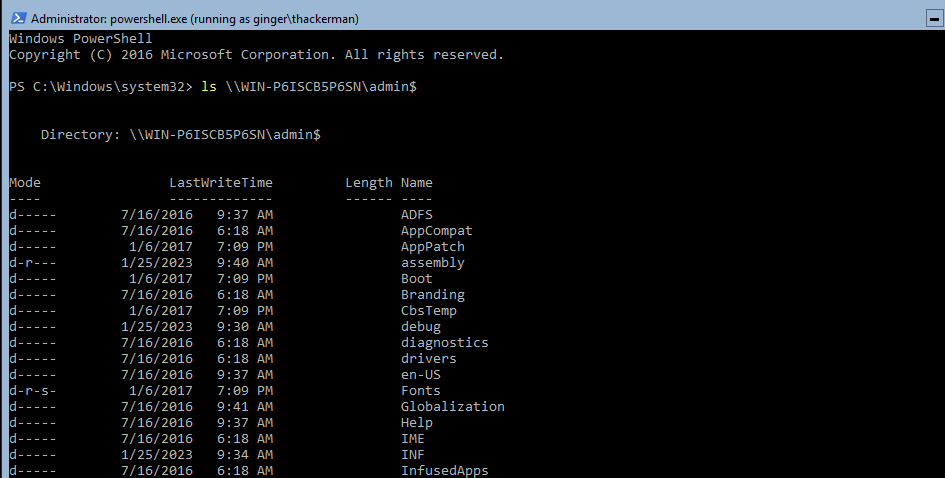 Administrator: powershell.exe (running as ginger\thackerman)
Windows PowerShell
Copyright (C) 2016 Microsoft Corporation. All rights reserved.
PS C:\Windows\system32> ls \\WIN-P6ISCB5P6SN\admin$
Directory: \\WIN-P6ISCB5P6SN\admin$
Mode LastWriteTime Length Name
---- ------------- ------ ----
d----- 7/16/2016 9:37 AM ADFS
d----- 7/16/2016 6:18 AM AppCompat
d----- 1/6/2017 7:09 PM AppPatch
d-r--- 1/25/2023 9:40 AM assembly
d----- 1/6/2017 7:09 PM Boot
d----- 7/16/2016 6:18 AM Branding
d----- 1/6/2017 7:09 PM CbsTemp
d----- 1/25/2023 9:30 AM debug
d----- 7/16/2016 6:18 AM diagnostics
d----- 7/16/2016 6:18 AM drivers
d----- 7/16/2016 9:37 AM en-US
d-r-s- 1/6/2017 7:09 PM Fonts
d----- 7/16/2016 9:41 AM Globalization
d----- 7/16/2016 9:37 AM Help
d----- 7/16/2016 6:18 AM IME
d----- 1/25/2023 9:34 AM INF
d----- 7/16/2016 6:18 AM InfusedApps